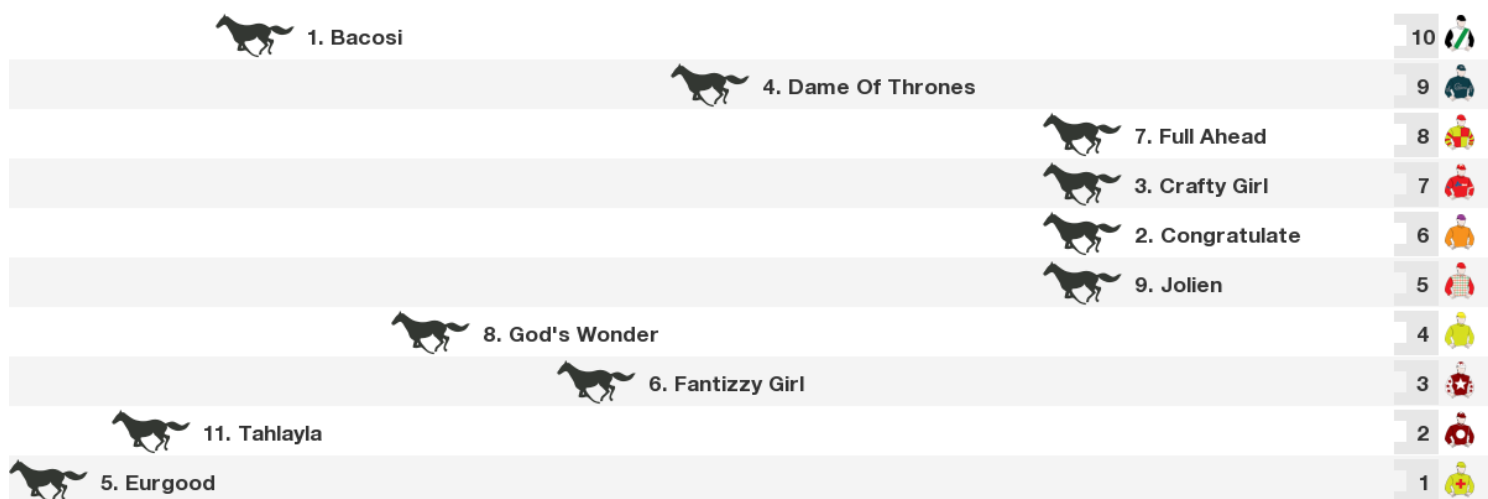 1. Bacosi 10
4. Dame Of Thrones 9
7. Full Ahead 8
3. Crafty Girl 7
2. Congratulate 6
9. Jolien 5
8. God's Wonder 4
6. Fantizzy Girl 3
11. Tahlayla 2
5. Eurgood 1